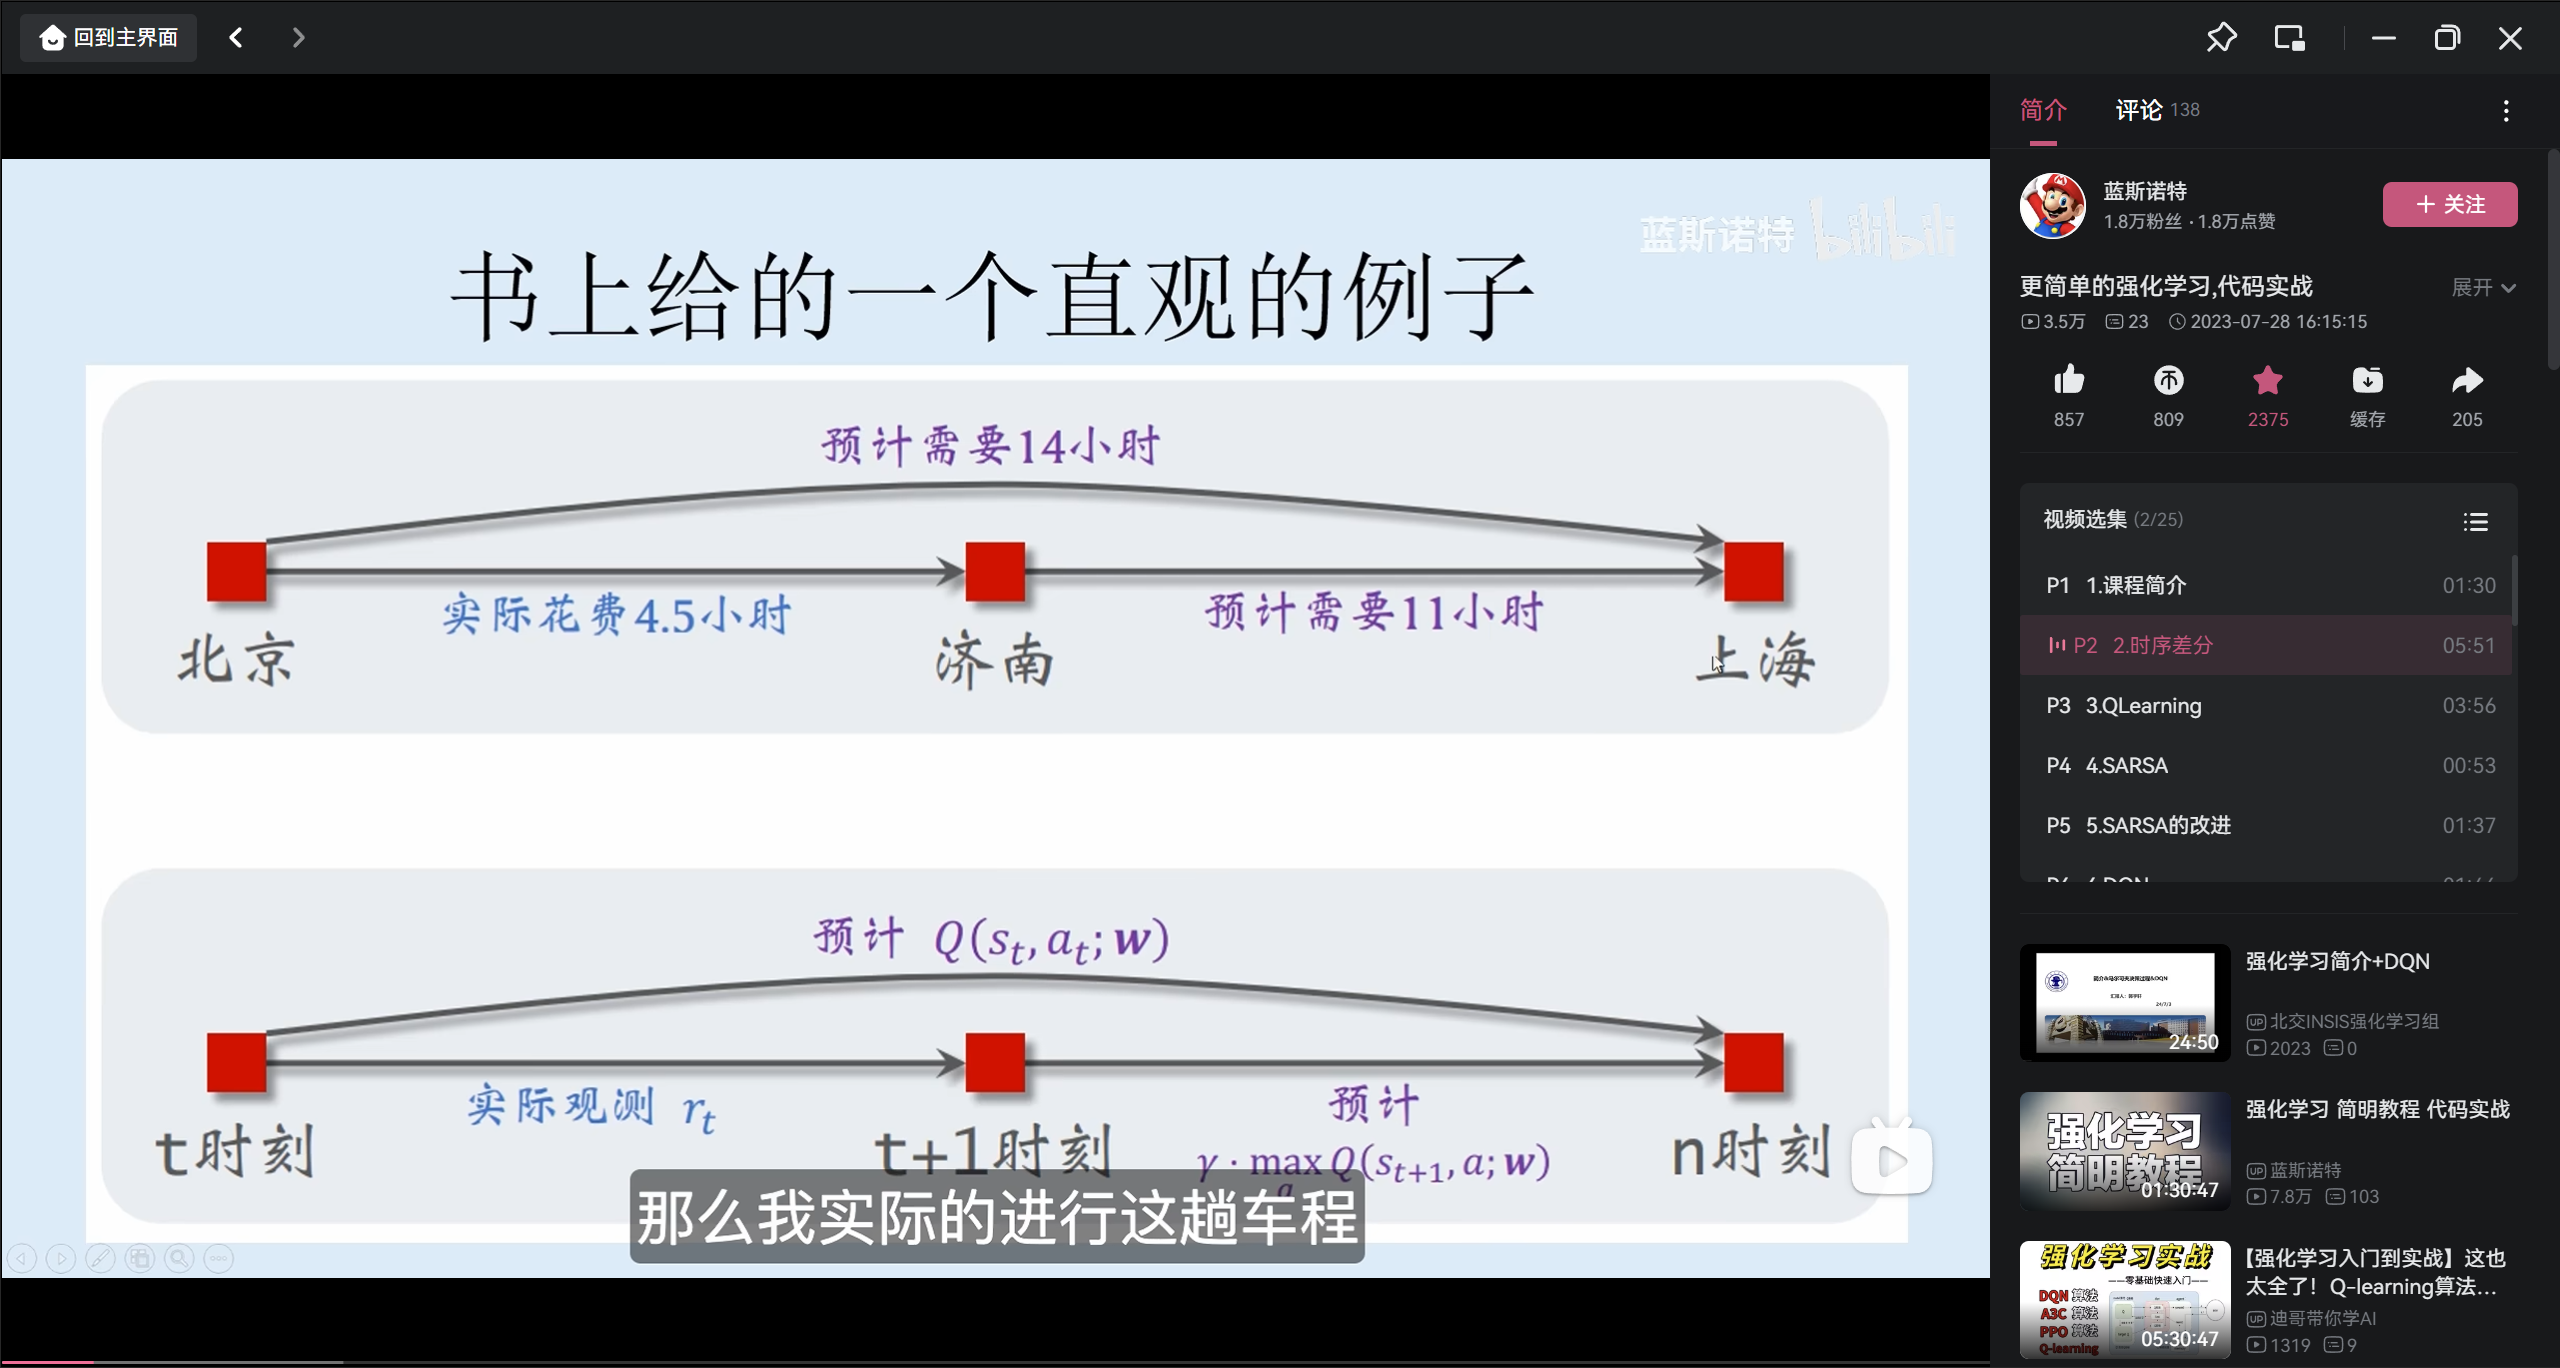 回到主界面
蓝斯诺特 bilibili
书上给的一个直观的例子
预计需要14小时
实际花费4.5小时
预计需要11小时
北京
济南
上海
预计 Q(s_t, a_t; w)
实际观测 r_t
预计
t时刻
t+1时刻
γ · max_a Q(s_{t+1}, a; w)
n时刻
那么我实际的进行这趟车程
简介 评论 138
蓝斯诺特
1.8万粉丝 · 1.8万点赞
+ 关注
更简单的强化学习,代码实战 展开
3.5万 23 2023-07-28 16:15:15
857 809 2375 缓存 205
视频选集 (2/25)
P1 1.课程简介 01:30
P2 2.时序差分 05:51
P3 3.QLearning 03:56
P4 4.SARSA 00:53
P5 5.SARSA的改进 01:37
强化学习简介+DQN
24:50
UP 北交INSIS强化学习组
2023 0
强化学习 简明教程 代码实战
强化学习
简明教程
01:30:47
UP 蓝斯诺特
7.8万 103
强化学习实战
——零基础快速入门——
DQN 算法
A3C 算法
PPO 算法
Q-learning
05:30:47
【强化学习入门到实战】这也
太全了！Q-learning算法...
UP 迪哥带你学AI
1319 9